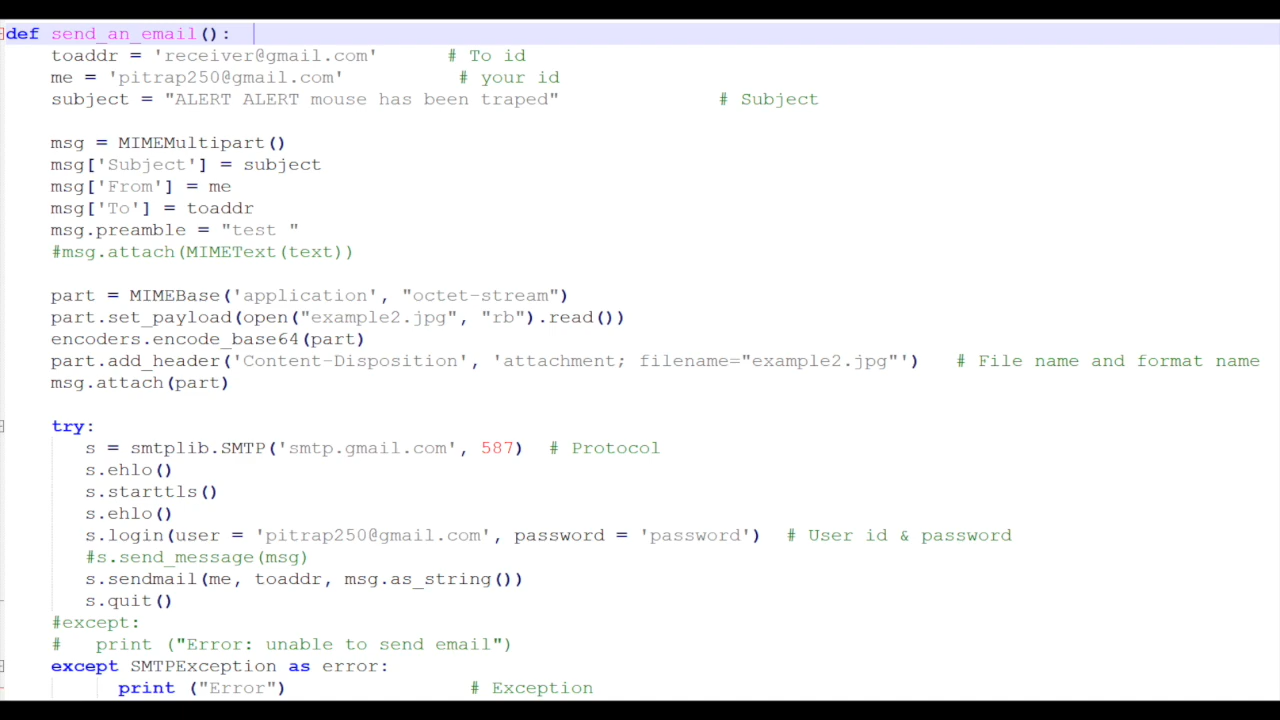 def send_an_email():
    toaddr = 'receiver@gmail.com'      # To id
    me = 'pitrap250@gmail.com'          # your id
    subject = "ALERT ALERT mouse has been traped"              # Subject

    msg = MIMEMultipart()
    msg['Subject'] = subject
    msg['From'] = me
    msg['To'] = toaddr
    msg.preamble = "test "
    #msg.attach(MIMEText(text))

    part = MIMEBase('application', "octet-stream")
    part.set_payload(open("example2.jpg", "rb").read())
    encoders.encode_base64(part)
    part.add_header('Content-Disposition', 'attachment; filename="example2.jpg"')   # File name and format name
    msg.attach(part)

    try:
       s = smtplib.SMTP('smtp.gmail.com', 587)  # Protocol
       s.ehlo()
       s.starttls()
       s.ehlo()
       s.login(user = 'pitrap250@gmail.com', password = 'password')  # User id & password
       #s.send_message(msg)
       s.sendmail(me, toaddr, msg.as_string())
       s.quit()
    #except:
    #   print ("Error: unable to send email")
    except SMTPException as error:
          print ("Error")                # Exception